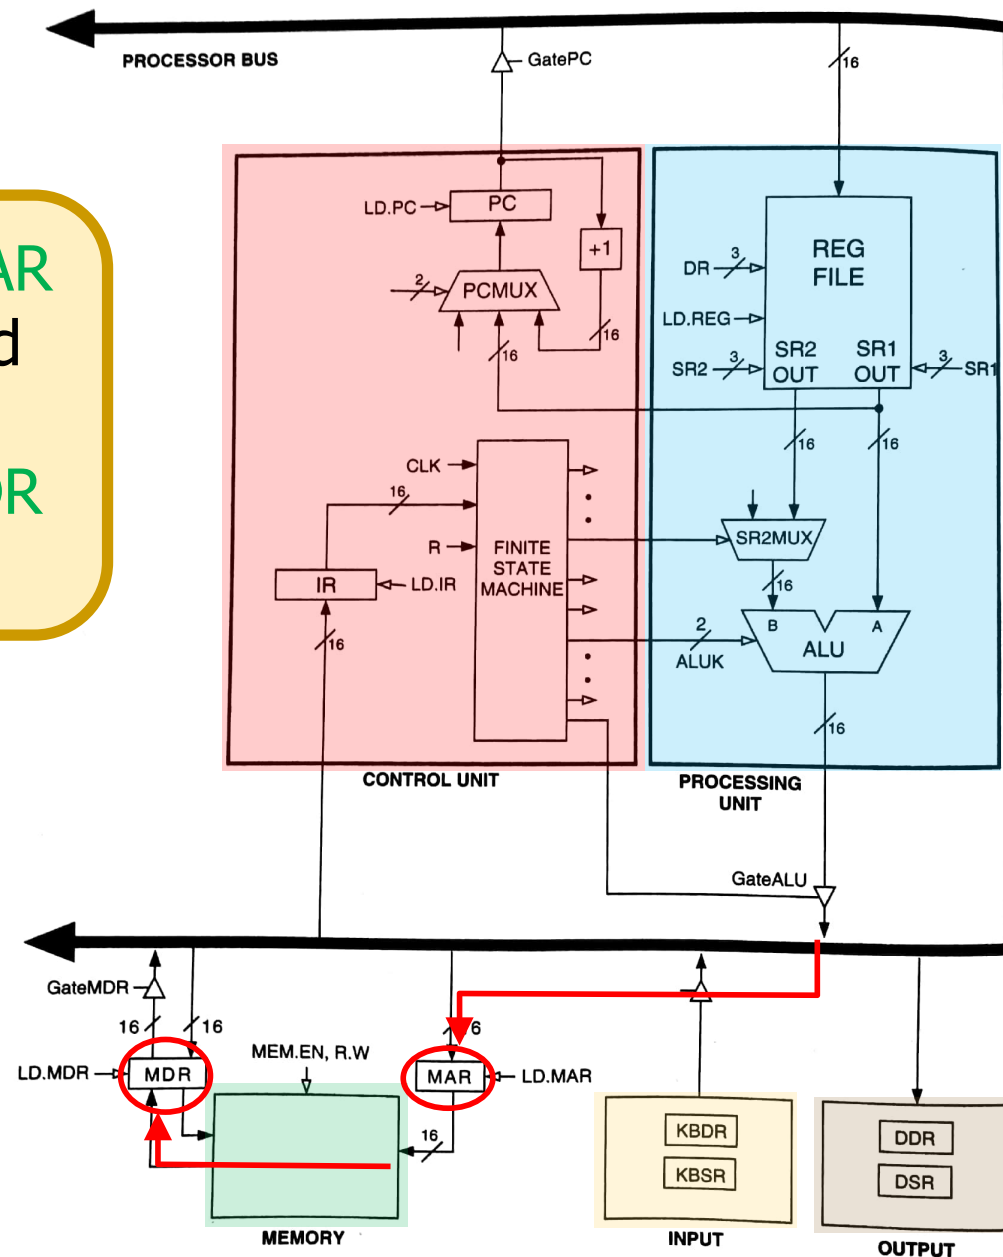 PROCESSOR BUS
GatePC
16
AR
d
DR
LD.PC
PC
+1
2
PCMUX
16
16
REG
FILE
DR
3
LD.REG
SR2
3
SR2
OUT
SR1
OUT
3
SR1
16
16
CLK
16
R
FINITE
STATE
MACHINE
IR
LD.IR
16
SR2MUX
16
B
A
ALU
2
ALUK
16
CONTROL UNIT
PROCESSING
UNIT
GateALU
GateMDR
16
16
6
MEM.EN, R.W
LD.MDR
MDR
MAR
LD.MAR
16
KBDR
KBSR
DDR
DSR
MEMORY
INPUT
OUTPUT